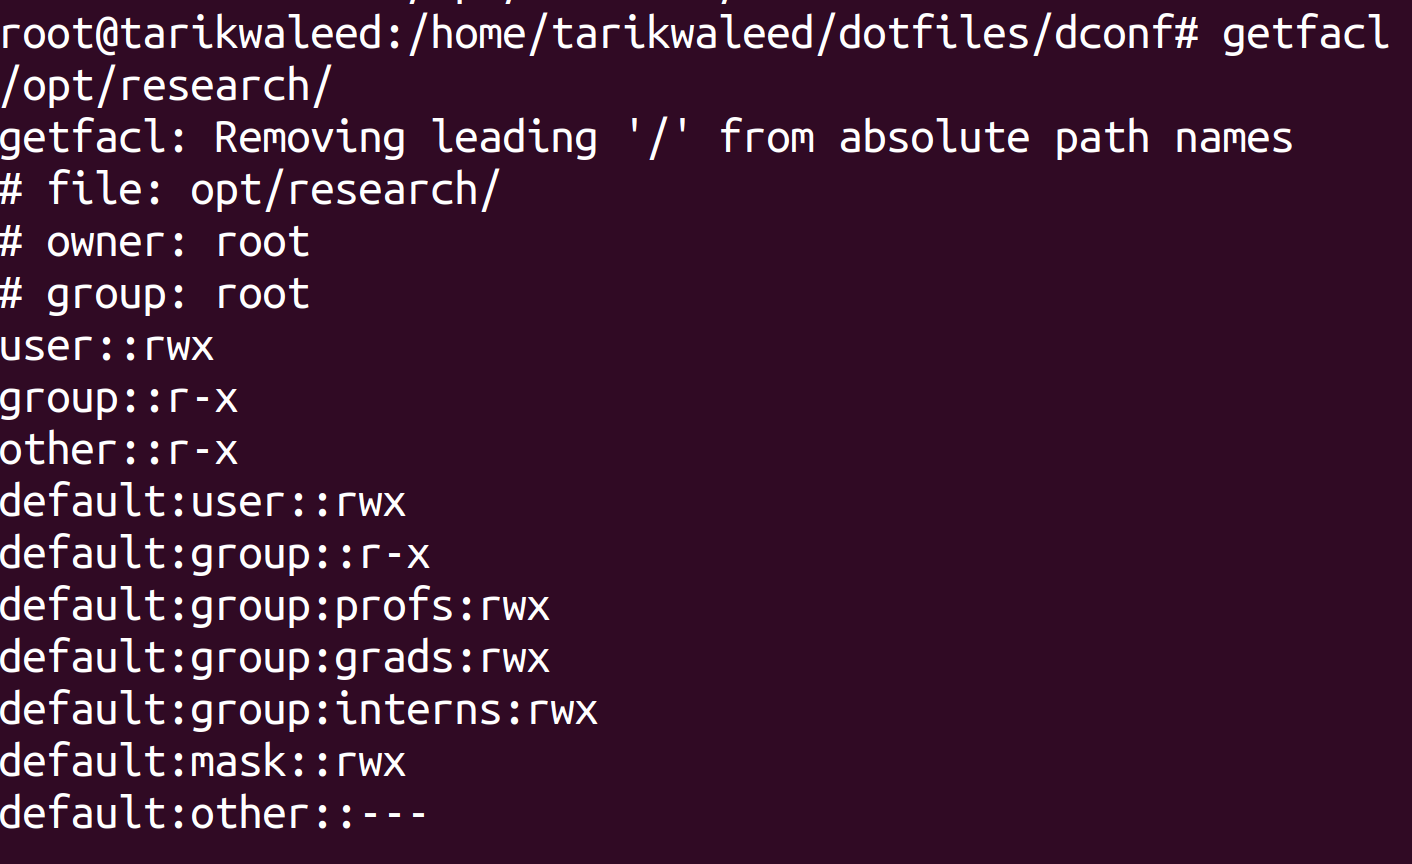 root@tarikwaleed:/home/tarikwaleed/dotfiles/dconf# getfacl
/opt/research/
getfacl: Removing leading '/' from absolute path names
# file: opt/research/
# owner: root
# group: root
user::rwx
group::r-x
other::r-x
default:user::rwx
default:group::r-x
default:group:profs:rwx
default:group:grads:rwx
default:group:interns:rwx
default:mask::rwx
default:other::---